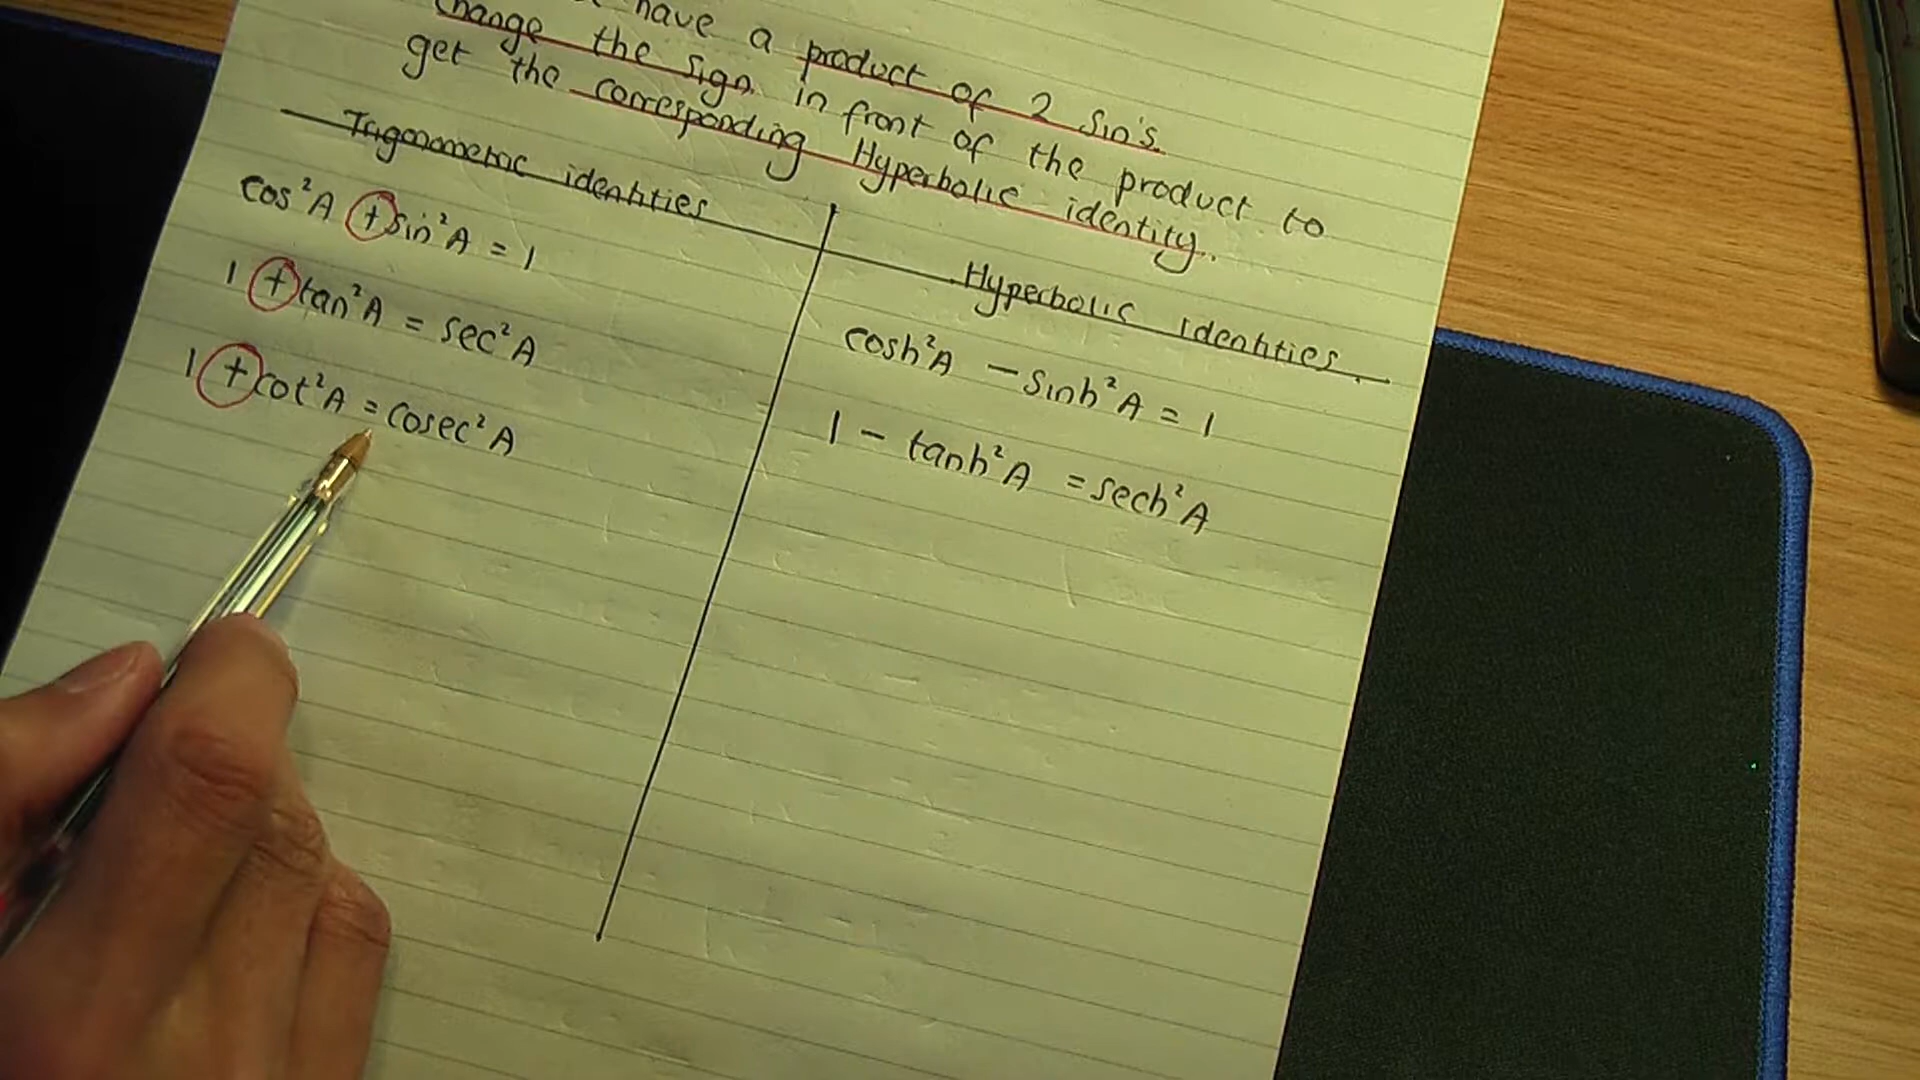 have a product of 2 sin's.
change the sign in front of the product to
get the corresponding Hyperbolic identity.
Trigonometric identities
Hyperbolic identities.
cos²A + sin²A = 1
1 + tan²A = sec²A
1 + cot²A = cosec²A
cosh²A - sinh²A = 1
1 - tanh²A = sech²A